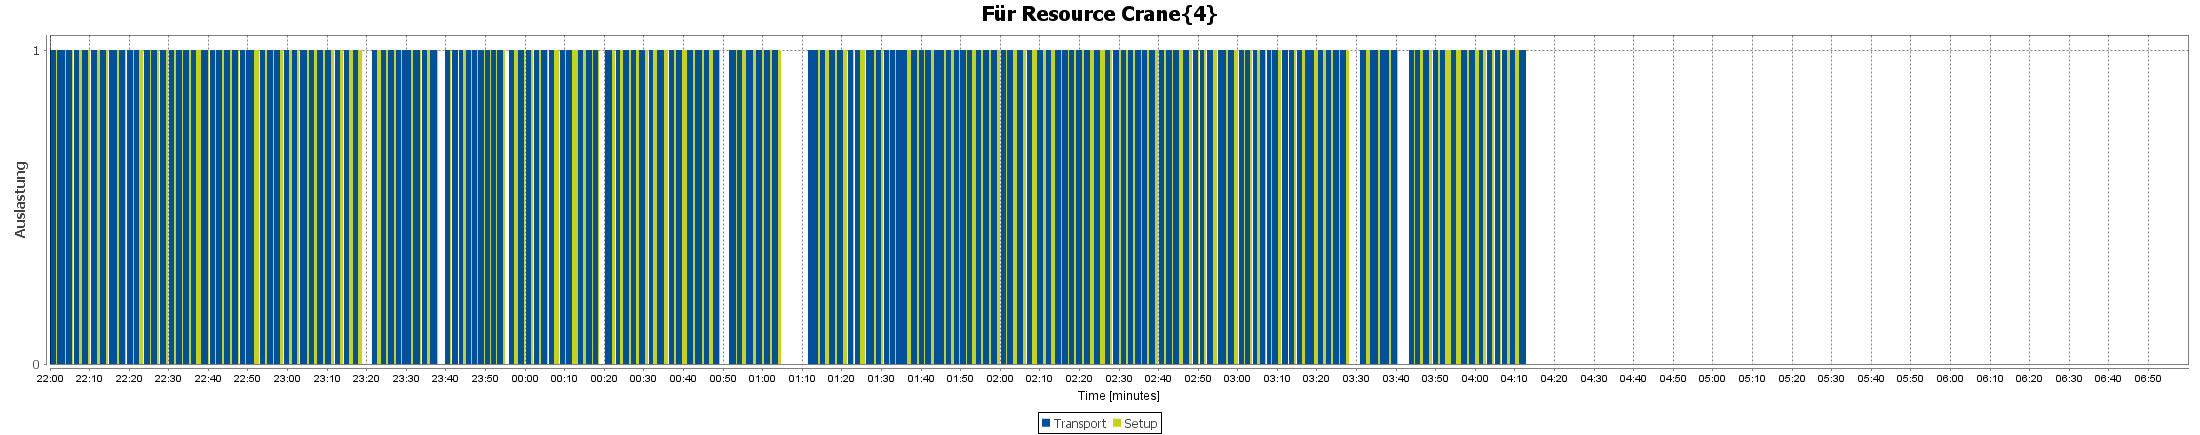 Für Resource Crane{4}
1
Auslastung
0
22:00 22:10 22:20 22:30 22:40 22:50 23:00 23:10 23:20 23:30 23:40 23:50 00:00 00:10 00:20 00:30 00:40 00:50 01:00 01:10 01:20 01:30 01:40 01:50 02:00 02:10 02:20 02:30 02:40 02:50 03:00 03:10 03:20 03:30 03:40 03:50 04:00 04:10 04:20 04:30 04:40 04:50 05:00 05:10 05:20 05:30 05:40 05:50 06:00 06:10 06:20 06:30 06:40 06:50
Time [minutes]
Transport Setup